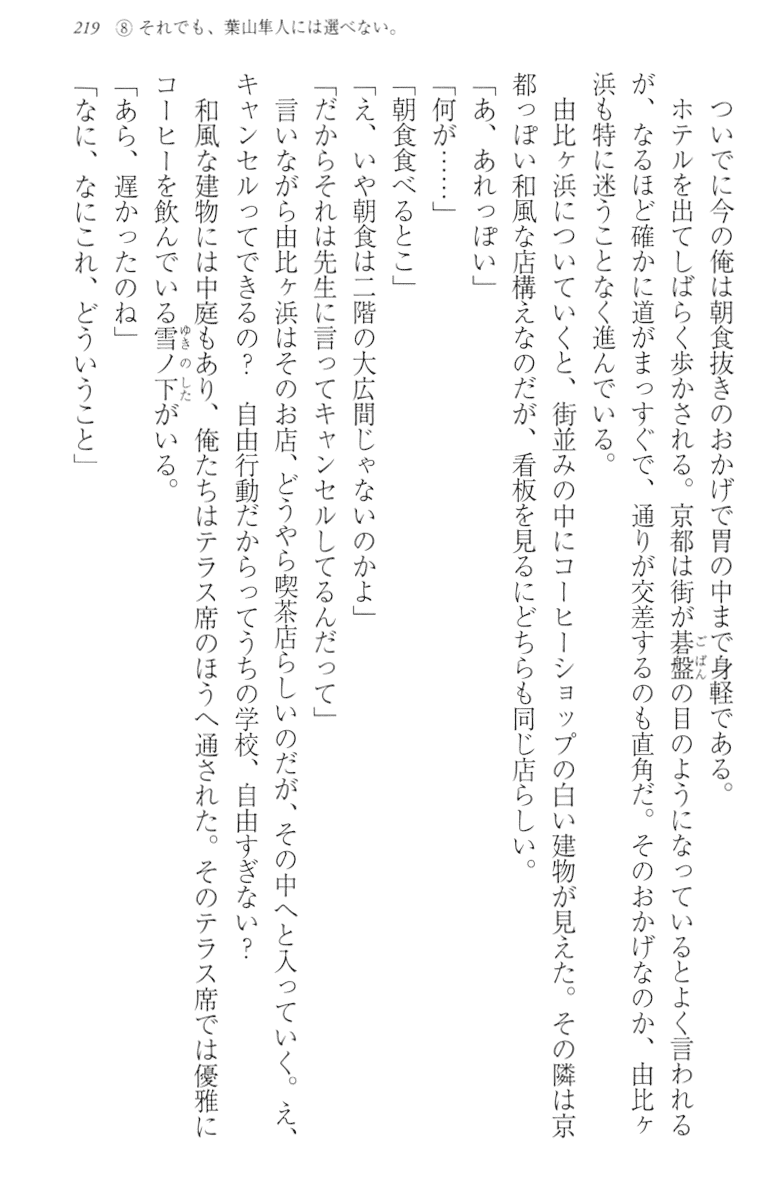 219 ⑧ それでも、葉山隼人には選べない。
ついでに今の俺は朝食抜きのおかげで胃の中まで身軽である。
ホテルを出てしばらく歩かされる。京都は街が碁盤の目のようになっているとよく言われる
が、なるほど確かに道がまっすぐで、通りが交差するのも直角だ。そのおかげなのか、由比ヶ
浜も特に迷うことなく進んでいる。
由比ヶ浜についていくと、街並みの中にコーヒーショップの白い建物が見えた。その隣は京
都っぽい和風な店構えなのだが、看板を見るにどちらも同じ店らしい。
「あ、あれっぽい」
「何が……」
「朝食食べるとこ」
「え、いや朝食は二階の大広間じゃないのかよ」
「だからそれは先生に言ってキャンセルしてるんだって」
言いながら由比ヶ浜はそのお店、どうやら喫茶店らしいのだが、その中へと入っていく。え、
キャンセルってできるの？　自由行動だからってうちの学校、自由すぎない？
和風な建物には中庭もあり、俺たちはテラス席のほうへ通された。そのテラス席では優雅に
コーヒーを飲んでいる雪ノ下がいる。
「あら、遅かったのね」
「なに、なにこれ、どういうこと」